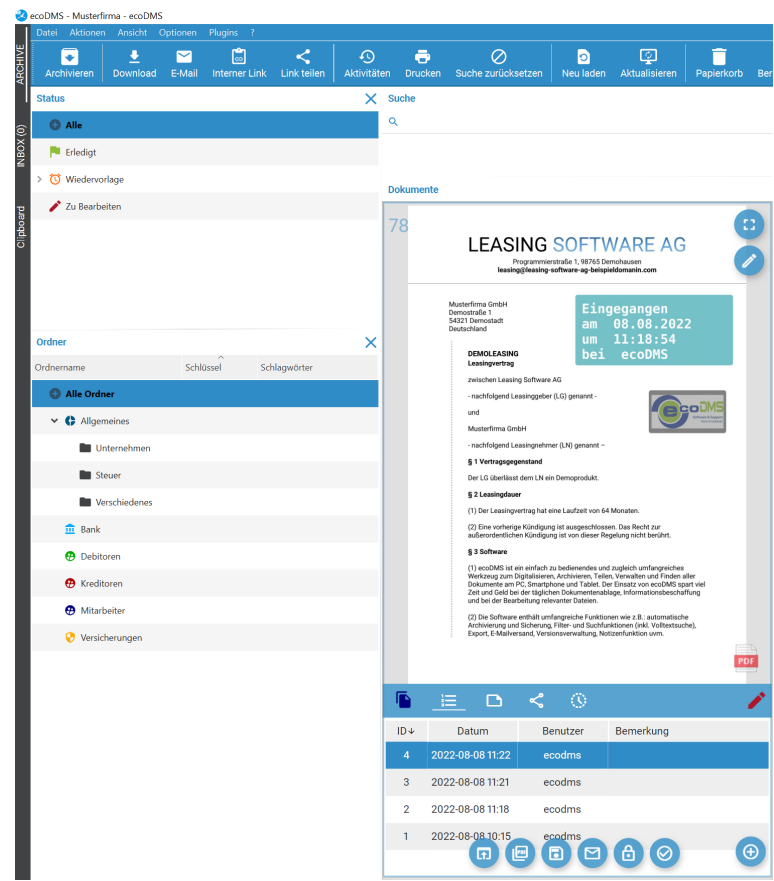 ecoDMS - Musterfirma - ecoDMS
Datei Aktionen Ansicht Optionen Plugins ?
ARCHIVE
INBOX (0)
Clipboard
Archivieren Download E-Mail Interner Link Link teilen Aktivitäten Drucken Suche zurücksetzen Neu laden Aktualisieren Papierkorb Ber
Status
Alle
Erledigt
Wiedervorlage
Zu Bearbeiten
Ordner
Ordnername Schlüssel Schlagwörter
Alle Ordner
Allgemeines
Unternehmen
Steuer
Verschiedenes
Bank
Debitoren
Kreditoren
Mitarbeiter
Versicherungen
Suche
Dokumente
78
LEASING SOFTWARE AG
Programmierstraße 1, 98765 Demohausen
leasing@leasing-software-ag-beispieldomanin.com
Musterfirma GmbH
Demostraße 1
54321 Demostadt
Deutschland
Eingegangen
am 08.08.2022
um 11:18:54
bei ecoDMS
DEMOLEASING
Leasingvertrag
zwischen Leasing Software AG
- nachfolgend Leasinggeber (LG) genannt -
und
Musterfirma GmbH
- nachfolgend Leasingnehmer (LN) genannt –
ecoDMS
§ 1 Vertragsgegenstand
Der LG überlässt dem LN ein Demoprodukt.
§ 2 Leasingdauer
(1) Der Leasingvertrag hat eine Laufzeit von 64 Monaten.
(2) Eine vorherige Kündigung ist ausgeschlossen. Das Recht zur
außerordentlichen Kündigung ist von dieser Regelung nicht berührt.
§ 3 Software
(1) ecoDMS ist ein einfach zu bedienendes und zugleich umfangreiches
Werkzeug zum Digitalisieren, Archivieren, Teilen, Verwalten und Finden aller
Dokumente am PC, Smartphone und Tablet. Der Einsatz von ecoDMS spart viel
Zeit und Geld bei der täglichen Dokumentenablage, Informationsbeschaffung
und bei der Bearbeitung relevanter Dateien.
(2) Die Software enthält umfangreiche Funktionen wie z.B.: automatische
Archivierung und Sicherung, Filter- und Suchfunktionen (inkl. Volltextsuche),
Export, E-Mailversand, Versionsverwaltung, Notizenfunktion uvm.
PDF
ID Datum Benutzer Bemerkung
4 2022-08-08 11:22 ecodms
3 2022-08-08 11:21 ecodms
2 2022-08-08 11:18 ecodms
1 2022-08-08 10:15 ecodms
PDF